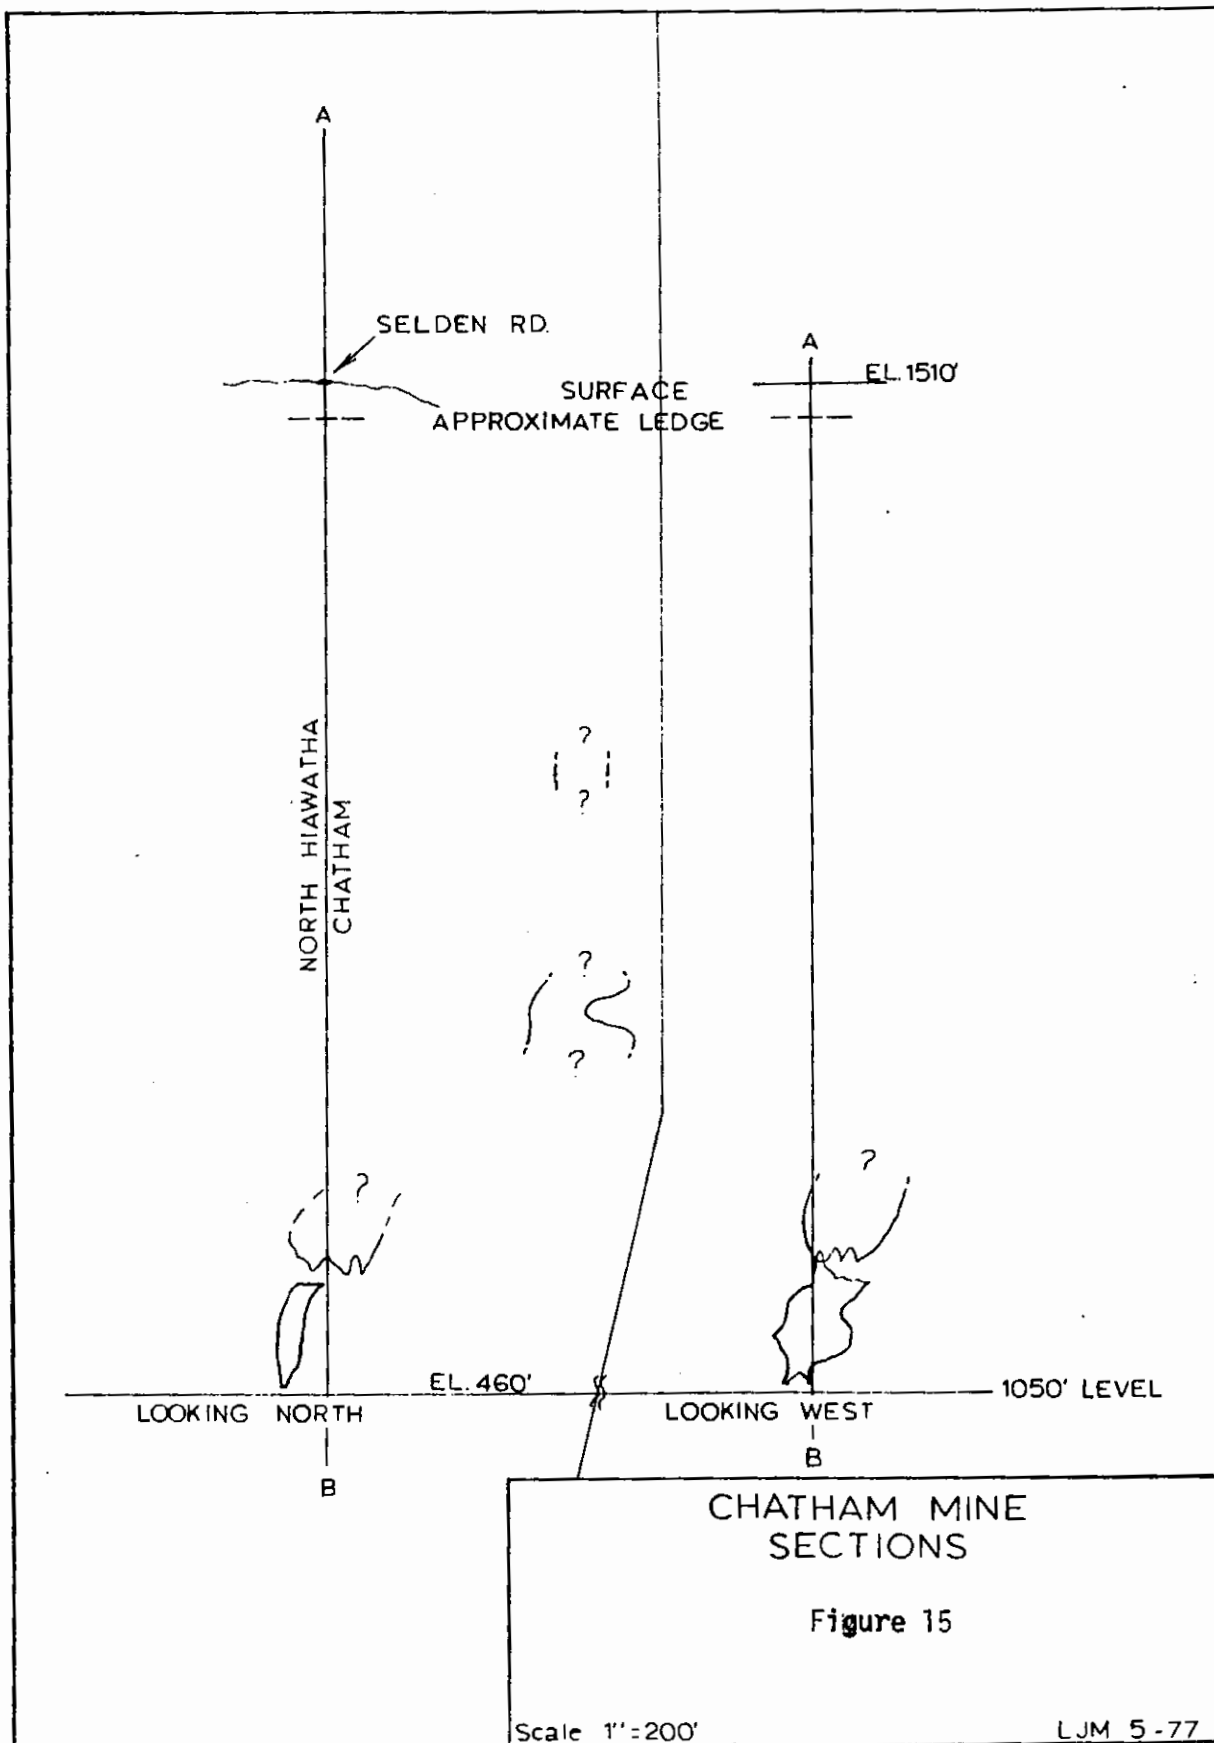 A
SELDEN RD.
A
SURFACE
EL. 1510'
APPROXIMATE LEDGE
NORTH HIAWATHA
CHATHAM
?
?
?
?
?
?
EL. 460'
1050' LEVEL
LOOKING NORTH
LOOKING WEST
B
B
CHATHAM MINE
SECTIONS
Figure 15
Scale 1"=200'
LJM 5-77